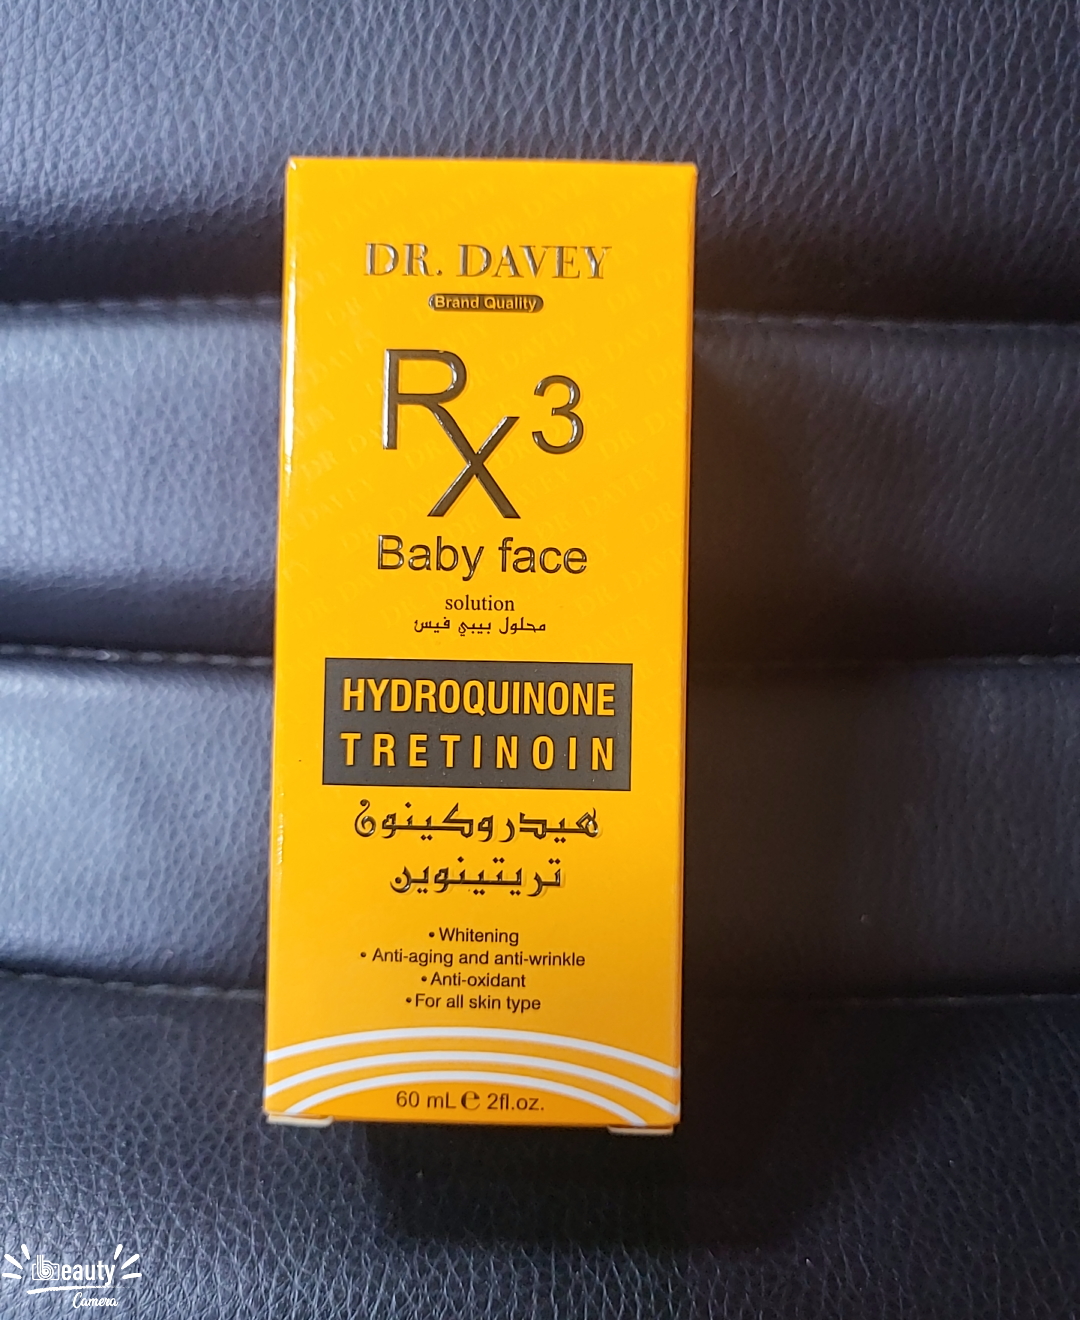 DR. DAVEY
Brand Quality
Rx3
Baby face
solution
محلول بيبي فيس
HYDROQUINONE
TRETINOIN
هيدروكينون
تريتينوين
• Whitening
• Anti-aging and anti-wrinkle
• Anti-oxidant
• For all skin type
60 mL ℮ 2fl.oz.
beauty
Camera